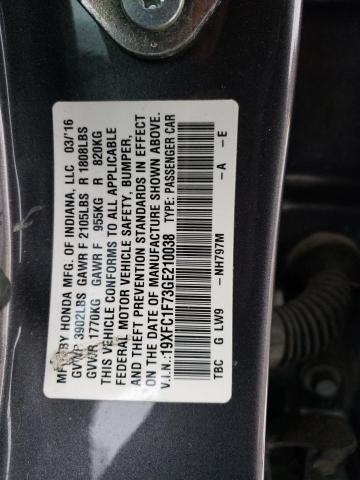 MFD BY HONDA MFG. OF INDIANA, LLC 03/16
GVWR 3902LBS GAWR F 2105LBS R 1808LBS
GVWR 1770KG GAWR F 955KG R 820KG
THIS VEHICLE CONFORMS TO ALL APPLICABLE
FEDERAL MOTOR VEHICLE SAFETY, BUMPER,
AND THEFT PREVENTION STANDARDS IN EFFECT
ON THE DATE OF MANUFACTURE SHOWN ABOVE.
V.I.N.:19XFC1F73GE210038 TYPE: PASSENGER CAR
TBC G LW9 -NH797M -A -E